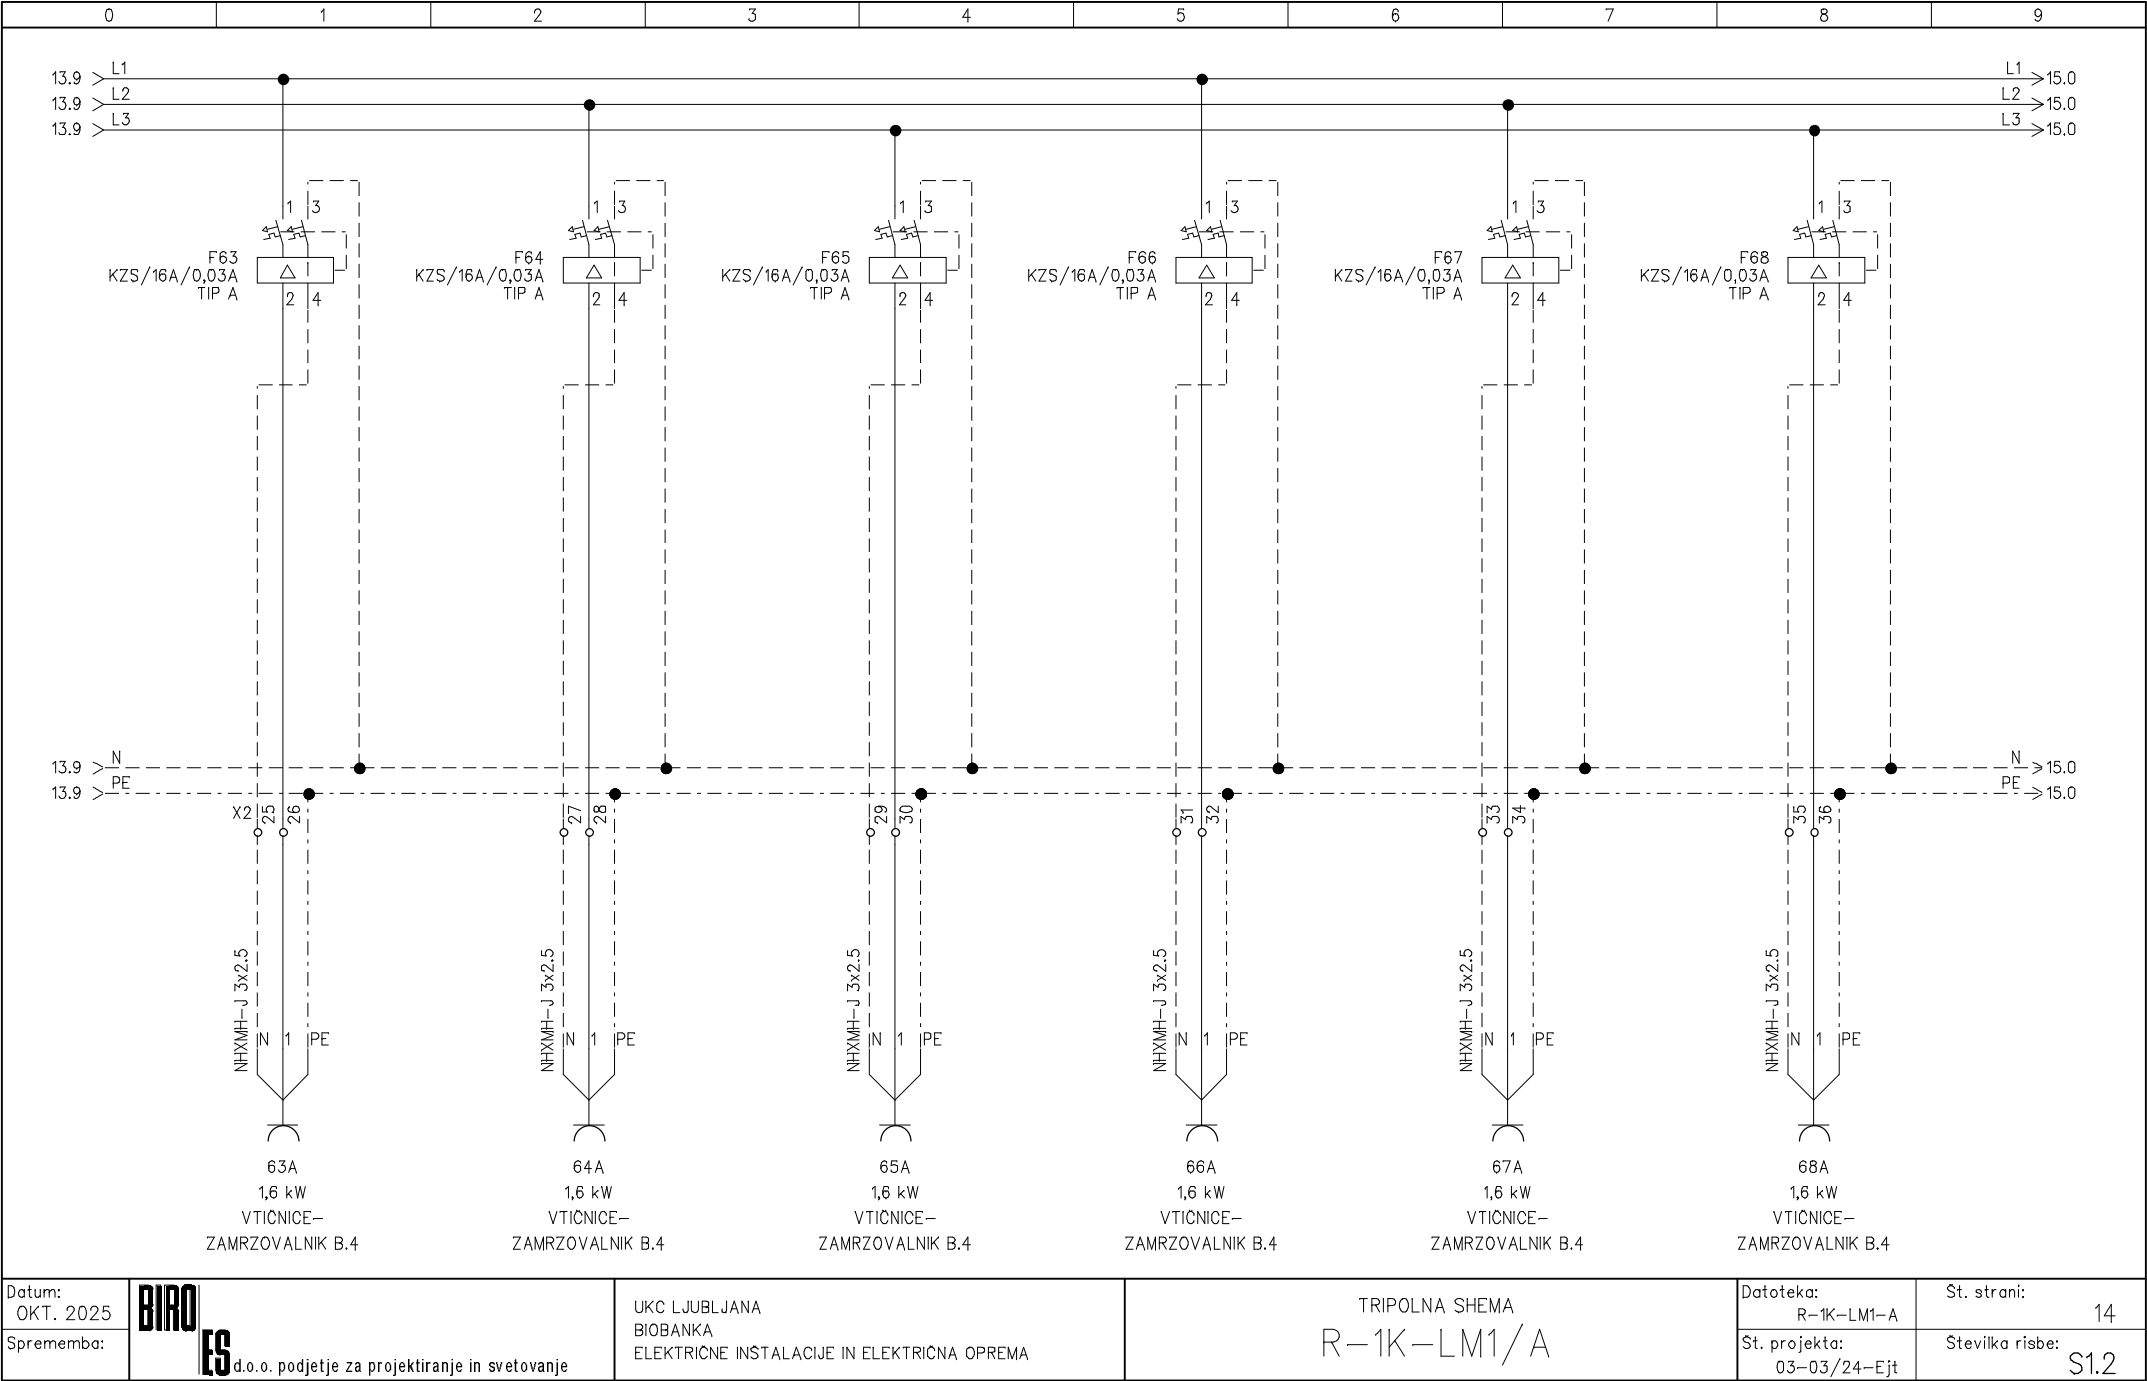 0 1 2 3 4 5 6 7 8 9
13.9 L1 L1 15.0
13.9 L2 L2 15.0
13.9 L3 L3 15.0
1 3 1 3 1 3 1 3 1 3 1 3
F63 F64 F65 F66 F67 F68
KZS/16A/0,03A KZS/16A/0,03A KZS/16A/0,03A KZS/16A/0,03A KZS/16A/0,03A KZS/16A/0,03A
TIP A TIP A TIP A TIP A TIP A TIP A
2 4 2 4 2 4 2 4 2 4 2 4
13.9 N N 15.0
13.9 PE PE 15.0
X2 25 26 27 28 29 30 31 32 33 34 35 36
NHXMH-J 3x2.5 NHXMH-J 3x2.5 NHXMH-J 3x2.5 NHXMH-J 3x2.5 NHXMH-J 3x2.5 NHXMH-J 3x2.5
N 1 PE N 1 PE N 1 PE N 1 PE N 1 PE N 1 PE
63A 64A 65A 66A 67A 68A
1,6 kW 1,6 kW 1,6 kW 1,6 kW 1,6 kW 1,6 kW
VTIČNICE- VTIČNICE- VTIČNICE- VTIČNICE- VTIČNICE- VTIČNICE-
ZAMRZOVALNIK B.4 ZAMRZOVALNIK B.4 ZAMRZOVALNIK B.4 ZAMRZOVALNIK B.4 ZAMRZOVALNIK B.4 ZAMRZOVALNIK B.4
Datum:
OKT. 2025
Sprememba:
BIRO
ES d.o.o. podjetje za projektiranje in svetovanje
UKC LJUBLJANA
BIOBANKA
ELEKTRIČNE INŠTALACIJE IN ELEKTRIČNA OPREMA
TRIPOLNA SHEMA
R-1K-LM1/A
Datoteka:
R-1K-LM1-A
Št. projekta:
03-03/24-Ejt
Št. strani:
14
Številka risbe:
S1.2